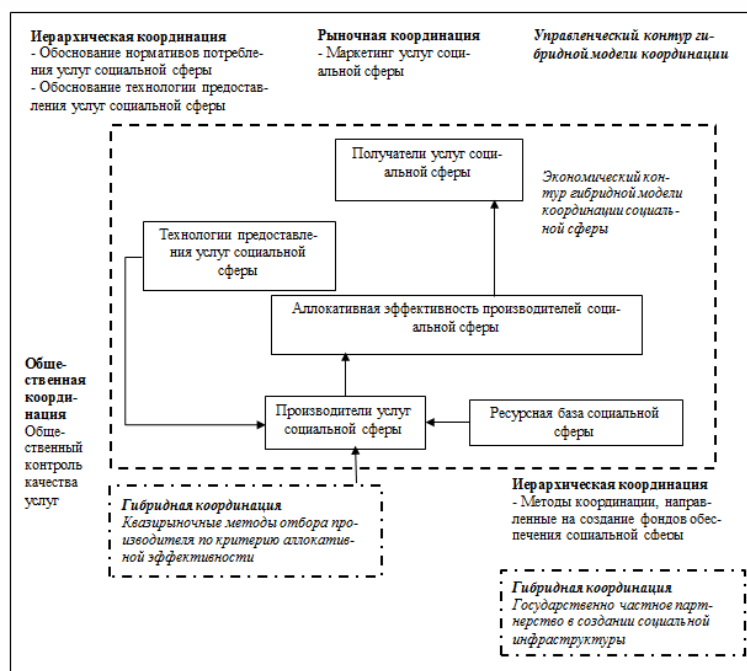 Иерархическая координация
- Обоснование нормативов потребле-
ния услуг социальной сферы
- Обоснование технологии предостав-
ления услуг социальной сферы
Рыночная координация
- Маркетинг услуг соци-
альной сферы
Управленческий контур ги-
бридной модели координации
Получатели услуг соци-
альной сферы
Экономический кон-
тур гибридной модели
координации социаль-
ной сферы
Технологии предоставле-
ния услуг социальной
сферы
Аллокативная эффективность производителей соци-
альной сферы
Обще-
ственная
коорди-
нация
Обще-
ственный
контроль
качества
услуг
Производители услуг
социальной сферы
Ресурсная база социальной
сферы
Гибридная координация
Квазирыночные методы отбора про-
изводителя по критерию аллокатив-
ной эффективности
Иерархическая координация
- Методы координации, направ-
ленные на создание фондов обес-
печения социальной сферы
Гибридная координация
Государственно частное парт-
нерство в создании социальной
инфраструктуры